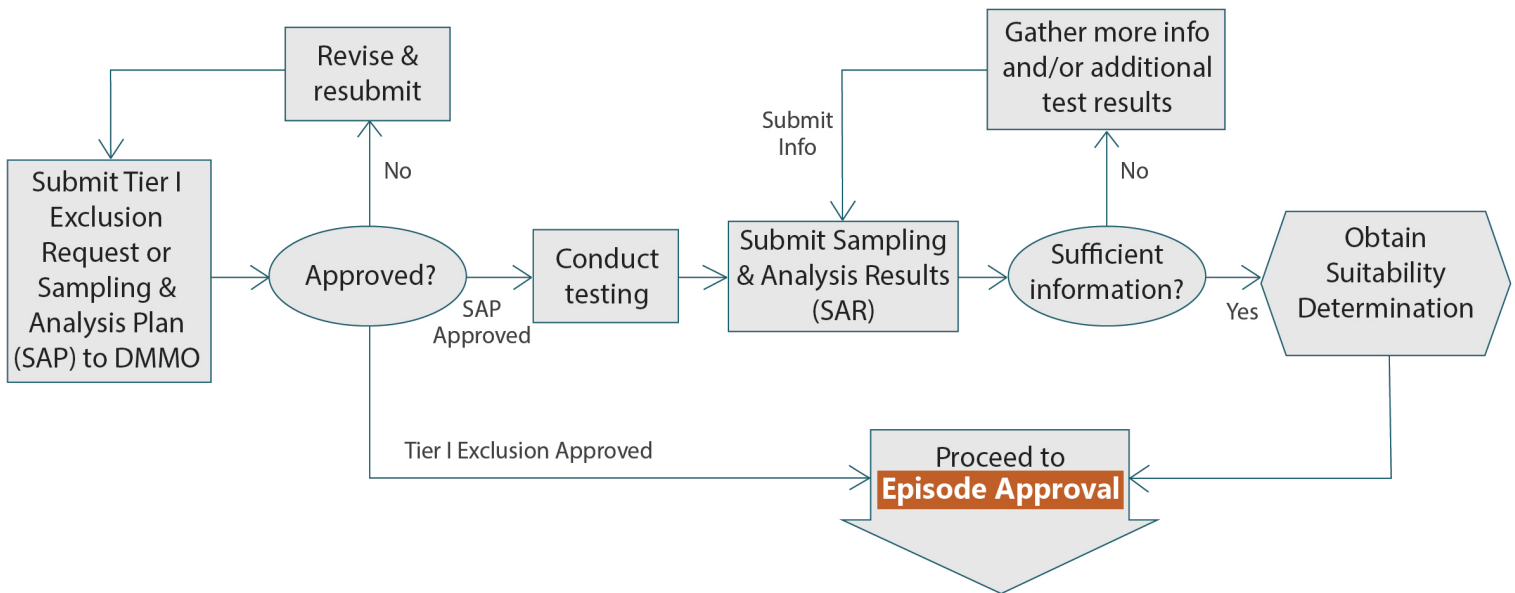 Revise &
resubmit
No
Submit Tier I
Exclusion
Request or
Sampling &
Analysis Plan
(SAP) to DMMO
Approved?
SAP
Approved
Conduct
testing
Submit
Info
Submit Sampling
& Analysis Results
(SAR)
Gather more info
and/or additional
test results
No
Sufficient
information?
Yes
Obtain
Suitability
Determination
Tier I Exclusion Approved
Proceed to
Episode Approval